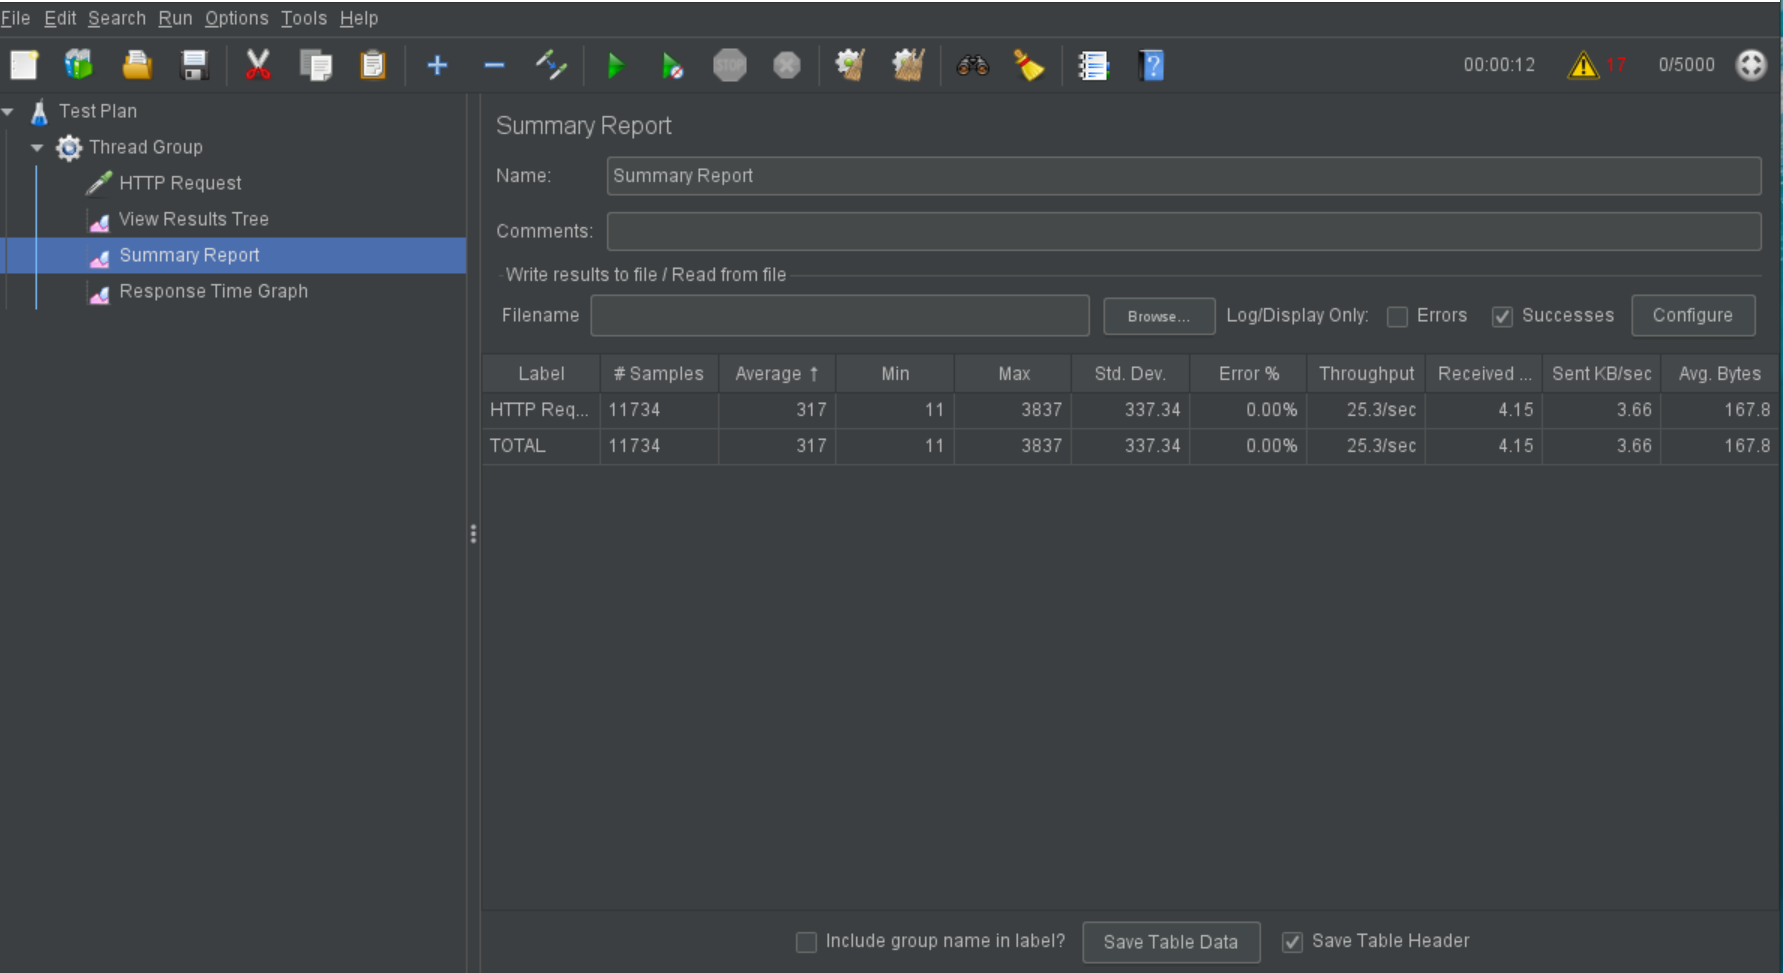 File Edit Search Run Options Tools Help
STOP 00:00:12 17 0/5000
Test Plan
Thread Group
HTTP Request
View Results Tree
Summary Report
Response Time Graph
Summary Report
Name: Summary Report
Comments:
Write results to file / Read from file
Filename Browse... Log/Display Only: Errors Successes Configure
Label # Samples Average ↑ Min Max Std. Dev. Error % Throughput Received ... Sent KB/sec Avg. Bytes
HTTP Req... 11734 317 11 3837 337.34 0.00% 25.3/sec 4.15 3.66 167.8
TOTAL 11734 317 11 3837 337.34 0.00% 25.3/sec 4.15 3.66 167.8
Include group name in label? Save Table Data Save Table Header